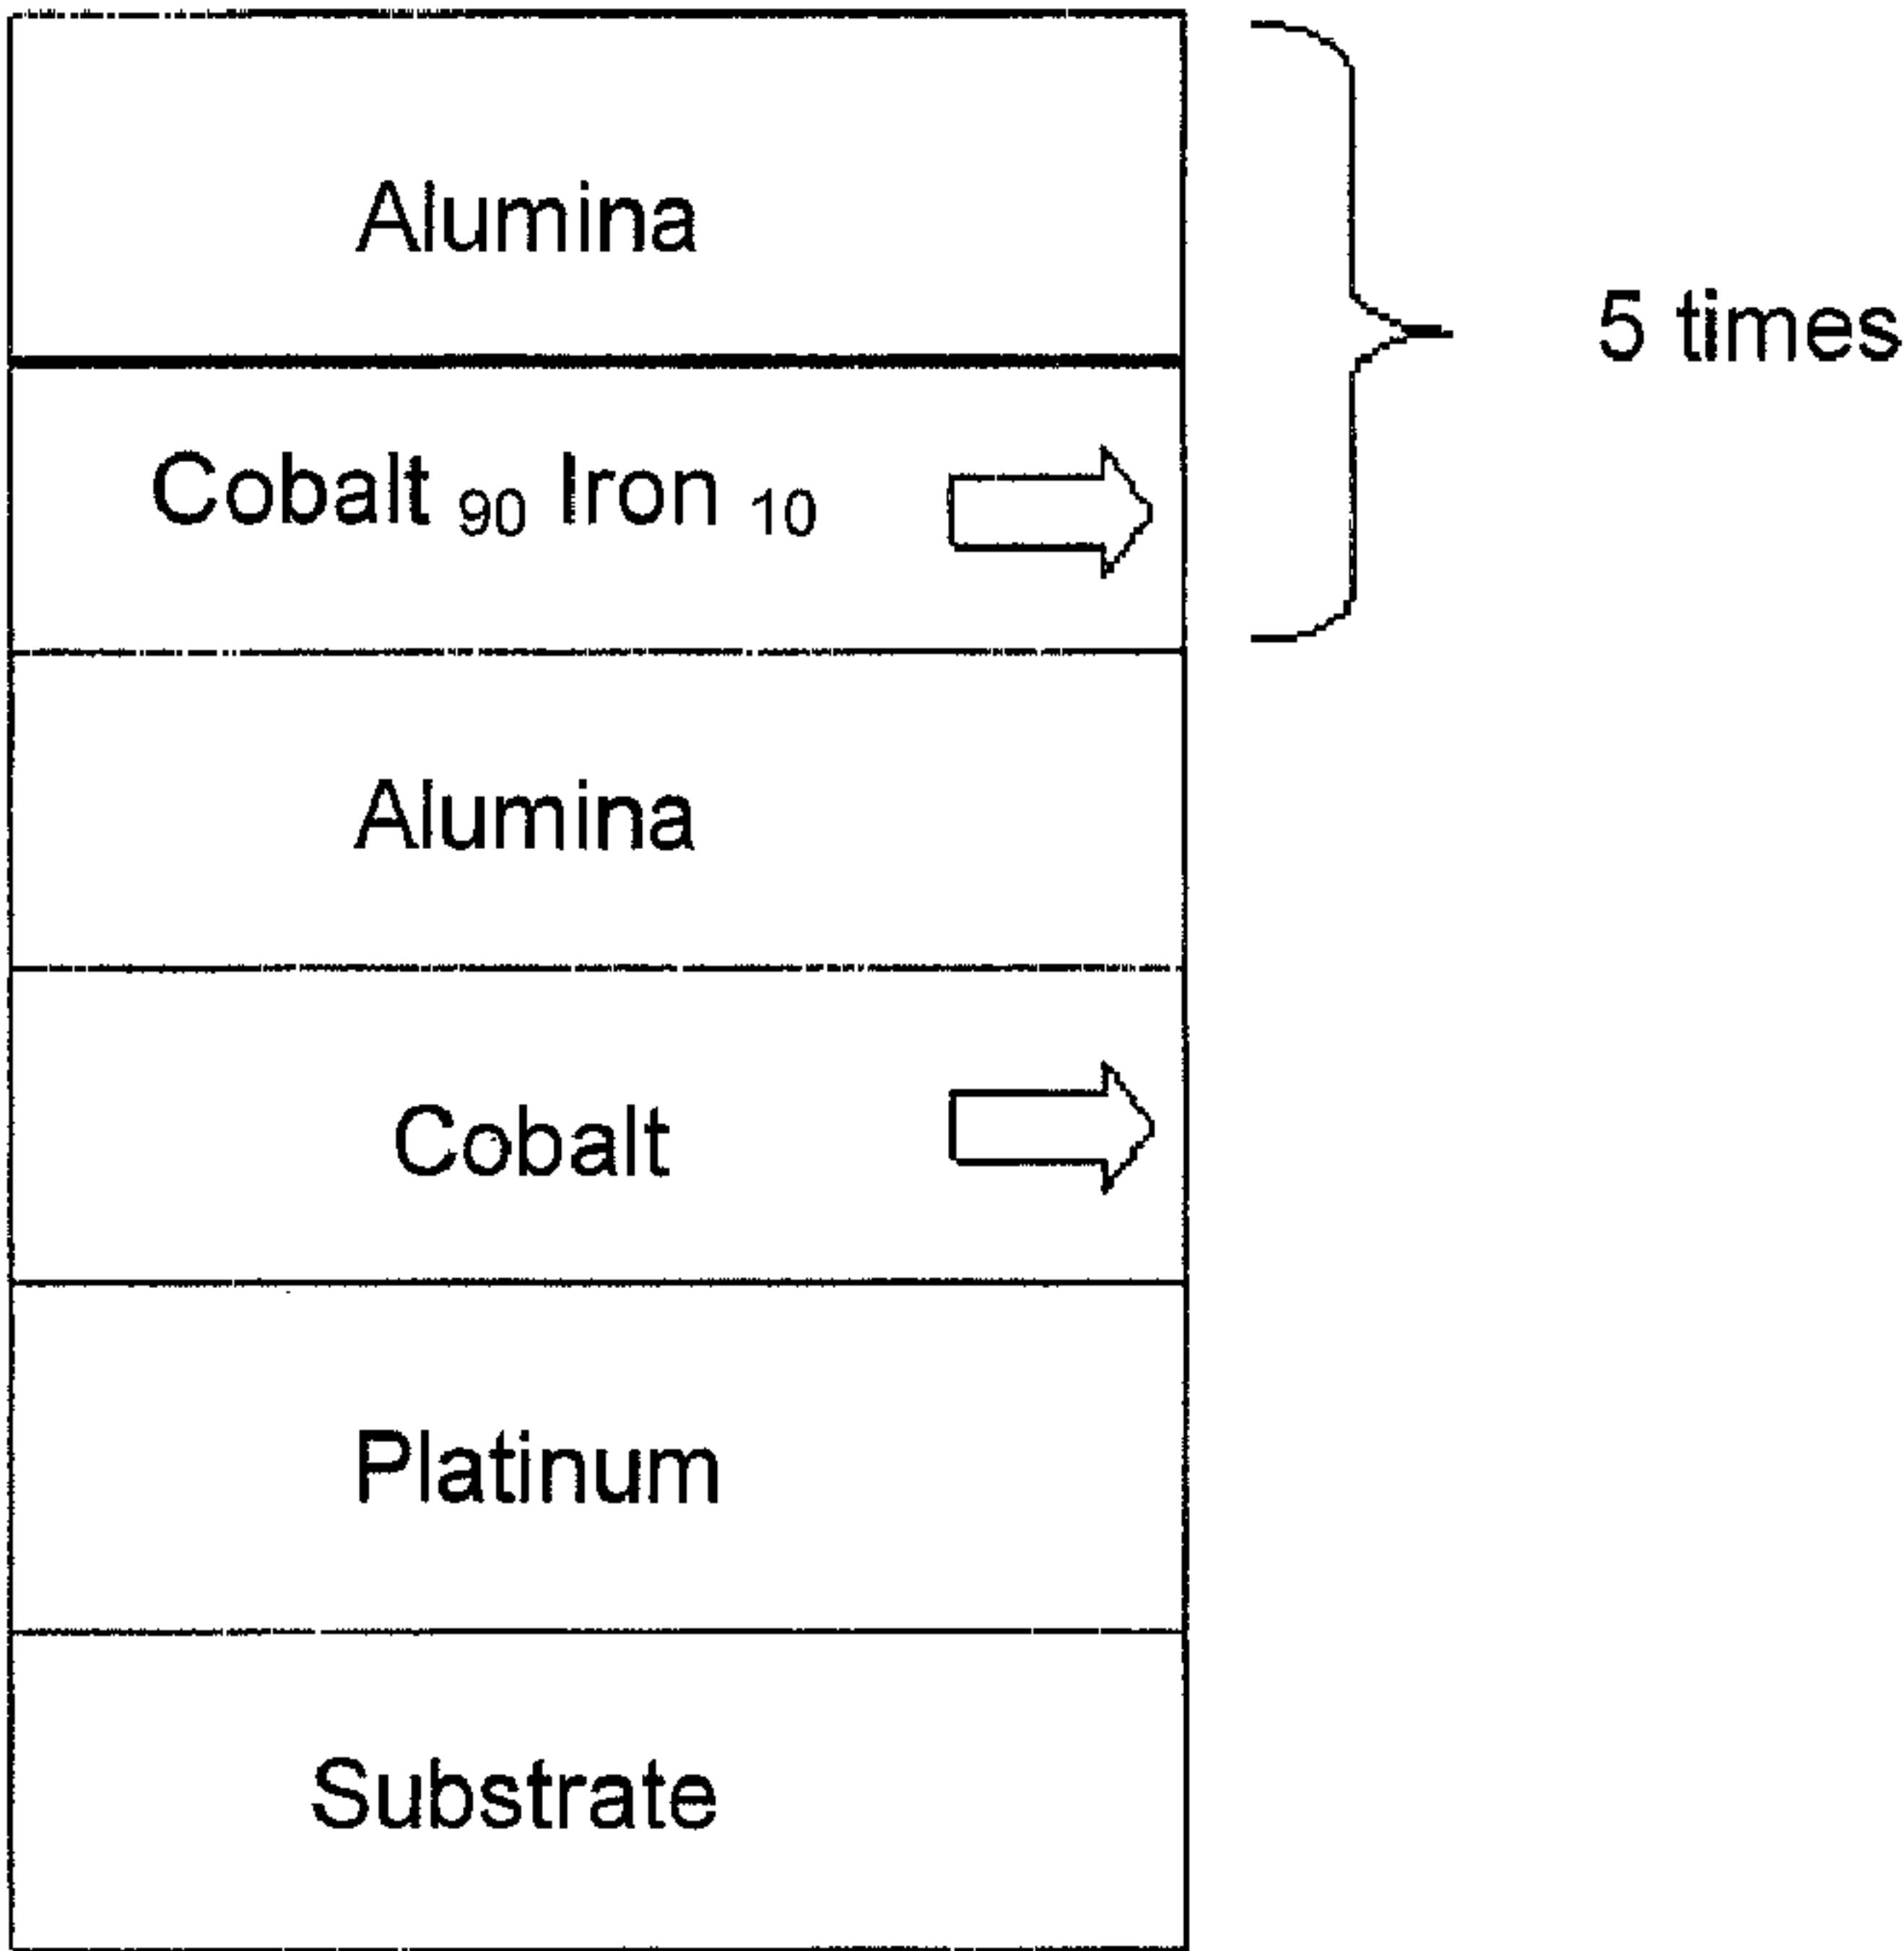 Alumina
5 times
Cobalt 90 Iron 10
Alumina
Cobalt
Platinum
Substrate